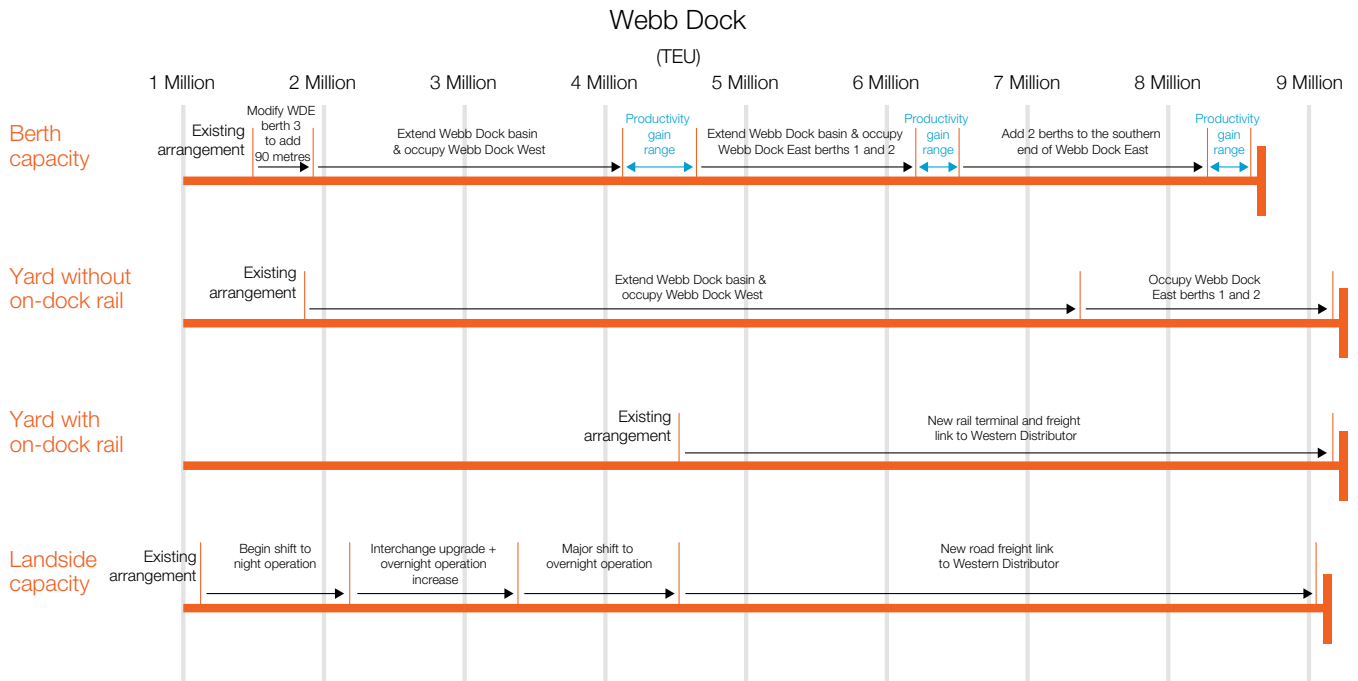 Webb Dock
(TEU)
1 Million
2 Million
3 Million
4 Million
5 Million
6 Million
7 Million
8 Million
9 Million
Berth
capacity
Existing
arrangement
Modify WDE
berth 3
to add
90 metres
Extend Webb Dock basin
& occupy Webb Dock West
Productivity
gain
range
Extend Webb Dock basin & occupy
Webb Dock East berths 1 and 2
Productivity
gain
range
Add 2 berths to the southern
end of Webb Dock East
Productivity
gain
range
Yard without
on-dock rail
Existing
arrangement
Extend Webb Dock basin &
occupy Webb Dock West
Occupy Webb Dock
East berths 1 and 2
Yard with
on-dock rail
Existing
arrangement
New rail terminal and freight
link to Western Distributor
Landside
capacity
Existing
arrangement
Begin shift to
night operation
Interchange upgrade +
overnight operation
increase
Major shift to
overnight operation
New road freight link
to Western Distributor